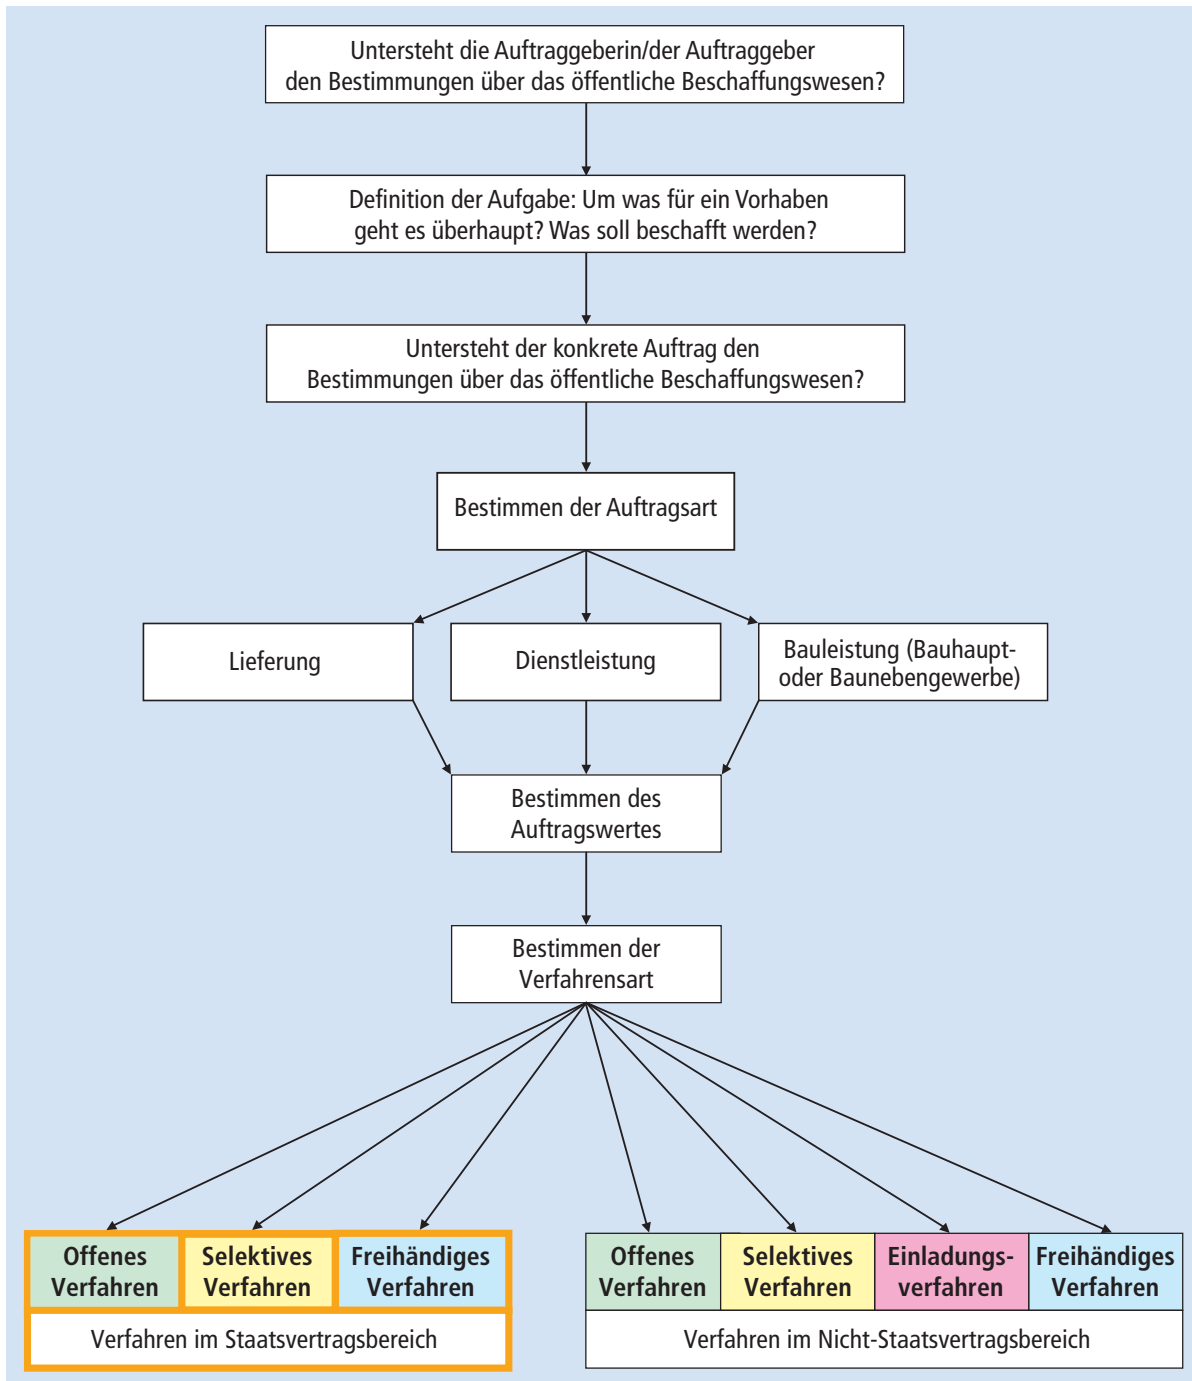 Untersteht die Auftraggeberin/der Auftraggeber
den Bestimmungen über das öffentliche Beschaffungswesen?
Definition der Aufgabe: Um was für ein Vorhaben
geht es überhaupt? Was soll beschafft werden?
Untersteht der konkrete Auftrag den
Bestimmungen über das öffentliche Beschaffungswesen?
Bestimmen der Auftragsart
Lieferung
Dienstleistung
Bauleistung (Bauhaupt-
oder Baunebengewerbe)
Bestimmen des
Auftragswertes
Bestimmen der
Verfahrensart
Offenes
Verfahren
Selektives
Verfahren
Freihändiges
Verfahren
Verfahren im Staatsvertragsbereich
Offenes
Verfahren
Selektives
Verfahren
Einladungs-
verfahren
Freihändiges
Verfahren
Verfahren im Nicht-Staatsvertragsbereich